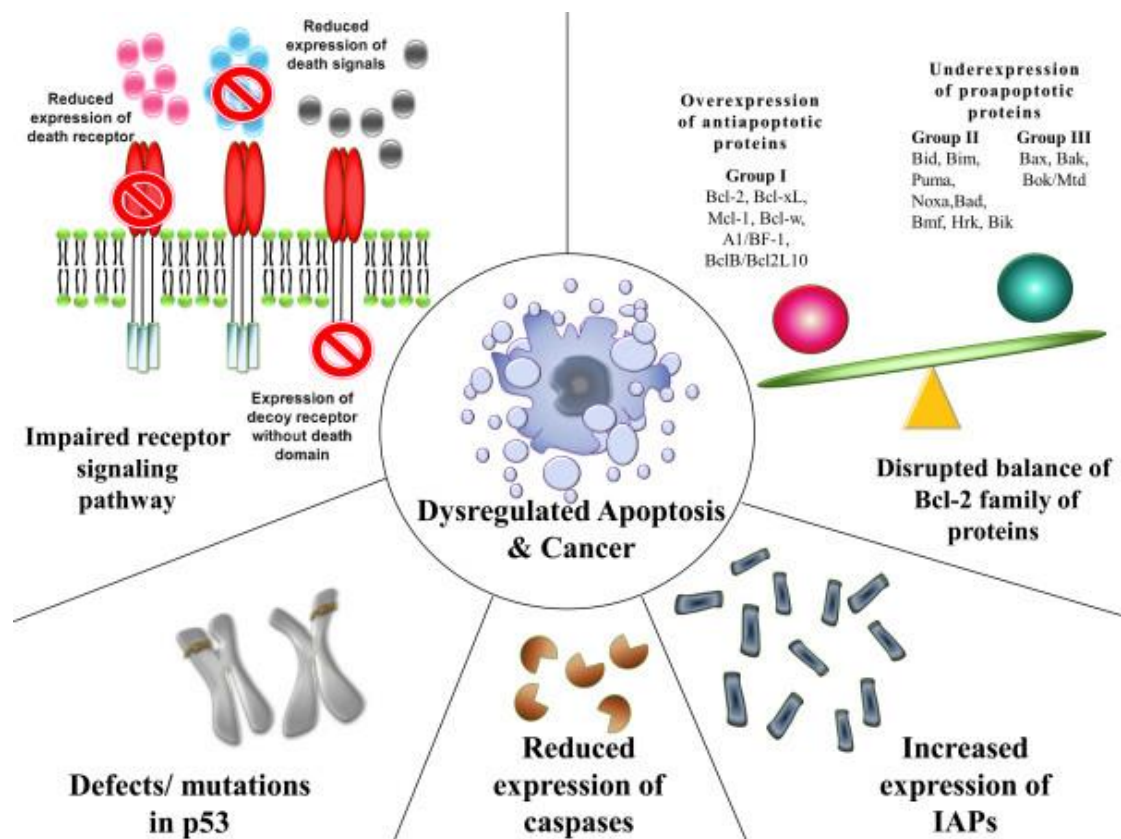 Reduced
expression of
death signals
Reduced
expression of
death receptor
Expression of
decoy receptor
without death
domain
Impaired receptor
signaling
pathway
Overexpression
of antiapoptotic
proteins
Group I
Bcl-2, Bcl-xL,
Mcl-1, Bcl-w,
A1/BF-1,
BclB/Bcl2L10
Underexpression
of proapoptotic
proteins
Group II
Bid, Bim,
Puma,
Noxa,Bad,
Bmf, Hrk, Bik
Group III
Bax, Bak,
Bok/Mtd
Disrupted balance of
Bcl-2 family of
proteins
Dysregulated Apoptosis
& Cancer
Defects/ mutations
in p53
Reduced
expression of
caspases
Increased
expression of
IAPs